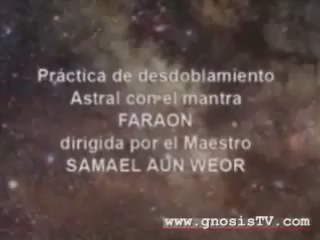 Práctica de desdoblamiento
Astral con el mantra
FARAON
dirigida por el Maestro
SAMAEL AUN WEOR
www.gnosisTV.com